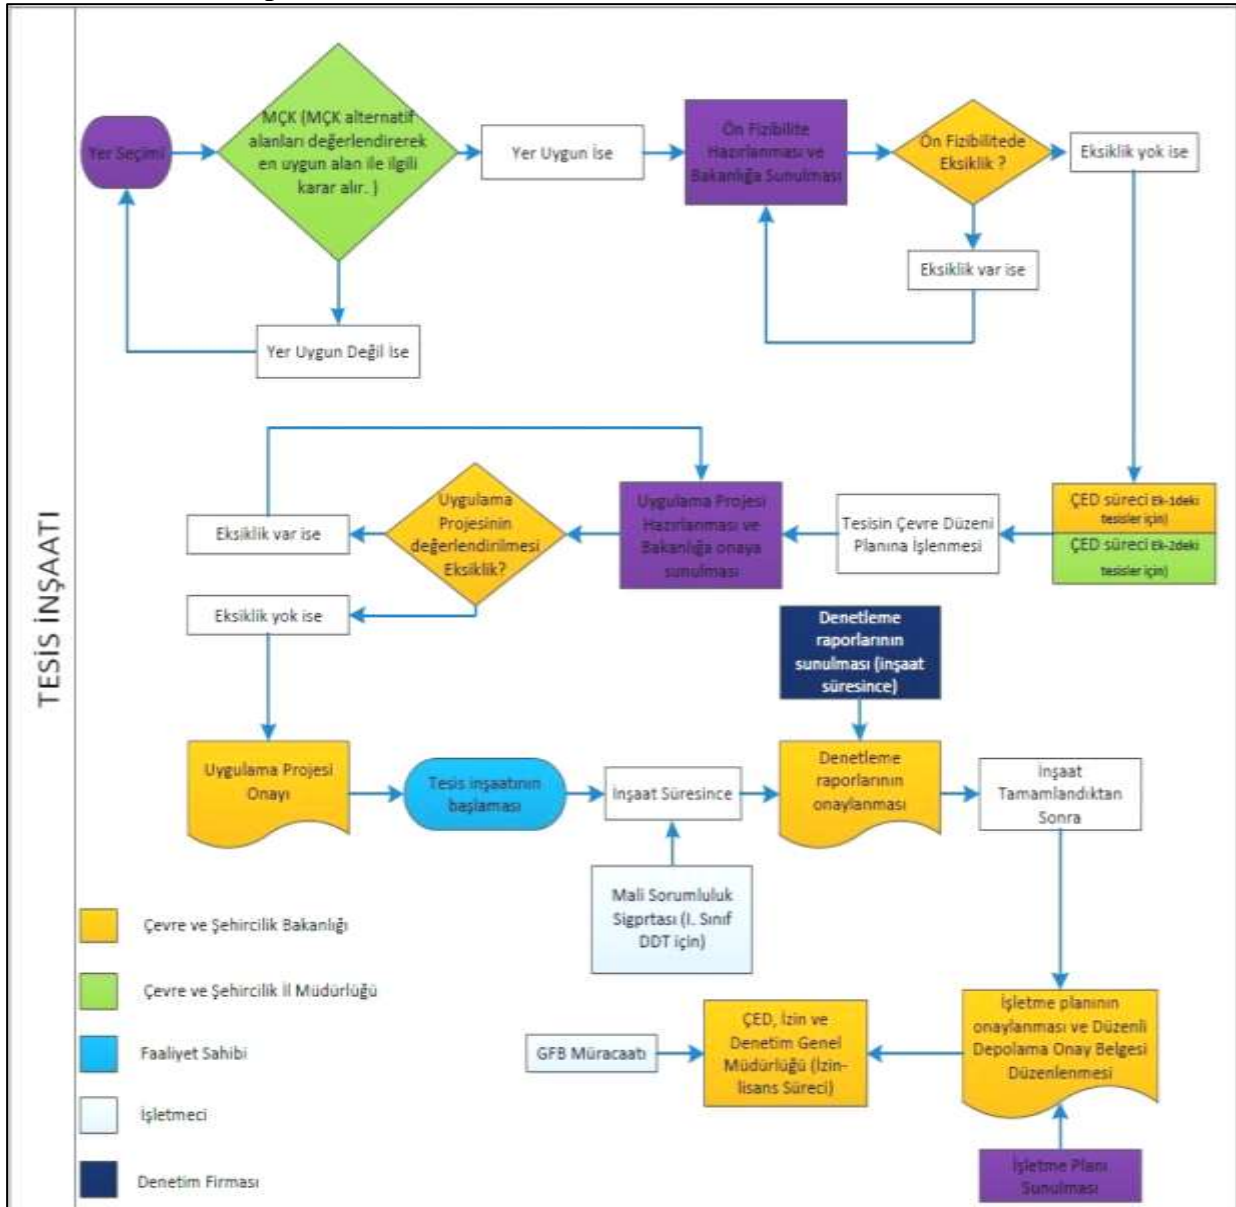 TESİS İNŞAATI
Yer Seçimi
MÇK (MÇK alternatif
alanları değerlendirerek
en uygun alan ile ilgili
karar alır. )
Yer Uygun İse
Ön Fizibilite
Hazırlanması ve
Bakanlığa Sunulması
Ön Fizibilitede
Eksiklik ?
Eksiklik yok ise
Eksiklik var ise
Yer Uygun Değil İse
ÇED süreci Ek-1deki
tesisler için)
ÇED süreci Ek-2deki
tesisler için)
Tesisin Çevre Düzeni
Planına İşlenmesi
Uygulama Projesi
Hazırlanması ve
Bakanlığa onaya
sunulması
Uygulama
Projesinin
değerlendirilmesi
Eksiklik?
Eksiklik var ise
Eksiklik yok ise
Denetleme
raporlarının
sunulması (inşaat
süresince)
Uygulama Projesi
Onayı
Tesis inşaatının
başlaması
İnşaat Süresince
Denetleme
raporlarının
onaylanması
İnşaat
Tamamlandıktan
Sonra
Mali Sorumluluk
Sigprtası (I. Sınıf
DDT için)
İşletme planının
onaylanması ve Düzenli
Depolama Onay Belgesi
Düzenlenmesi
ÇED, İzin ve
Denetim Genel
Müdürlüğü (İzin-
lisans Süreci)
GFB Müracaatı
İşletme Planı
Sunulması
Çevre ve Şehircilik Bakanlığı
Çevre ve Şehircilik İl Müdürlüğü
Faaliyet Sahibi
İşletmeci
Denetim Firması